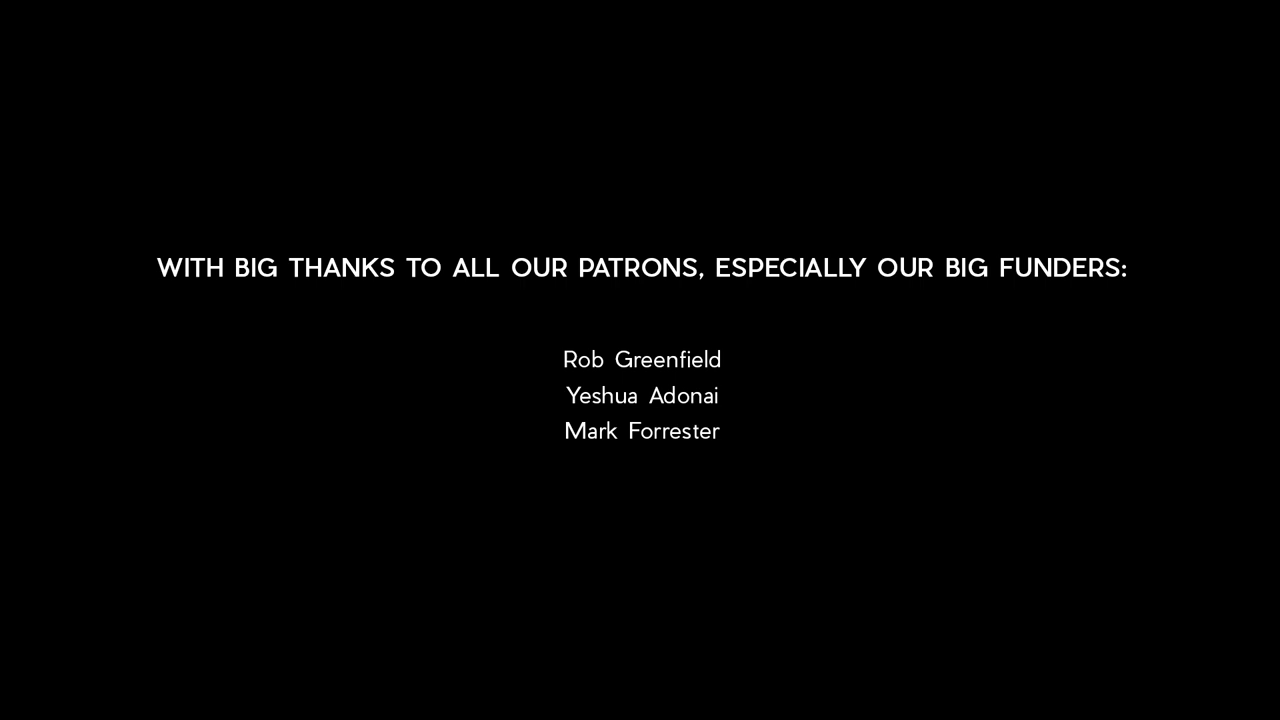 WITH BIG THANKS TO ALL OUR PATRONS, ESPECIALLY OUR BIG FUNDERS:
Rob Greenfield
Yeshua Adonai
Mark Forrester